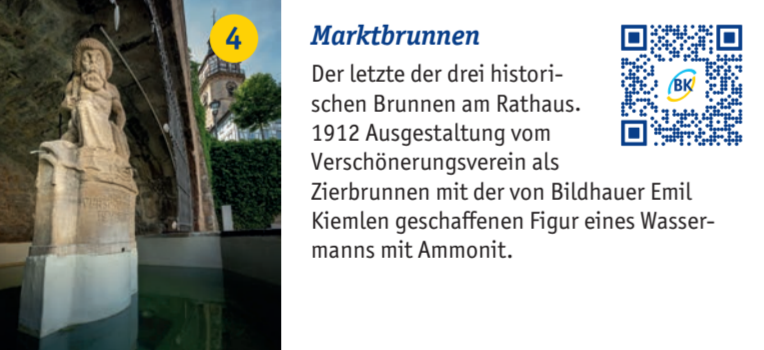 4
Marktbrunnen
Der letzte der drei histori-
schen Brunnen am Rathaus.
1912 Ausgestaltung vom
Verschönerungsverein als
Zierbrunnen mit der von Bildhauer Emil
Kiemlen geschaffenen Figur eines Wasser-
manns mit Ammonit.
BK